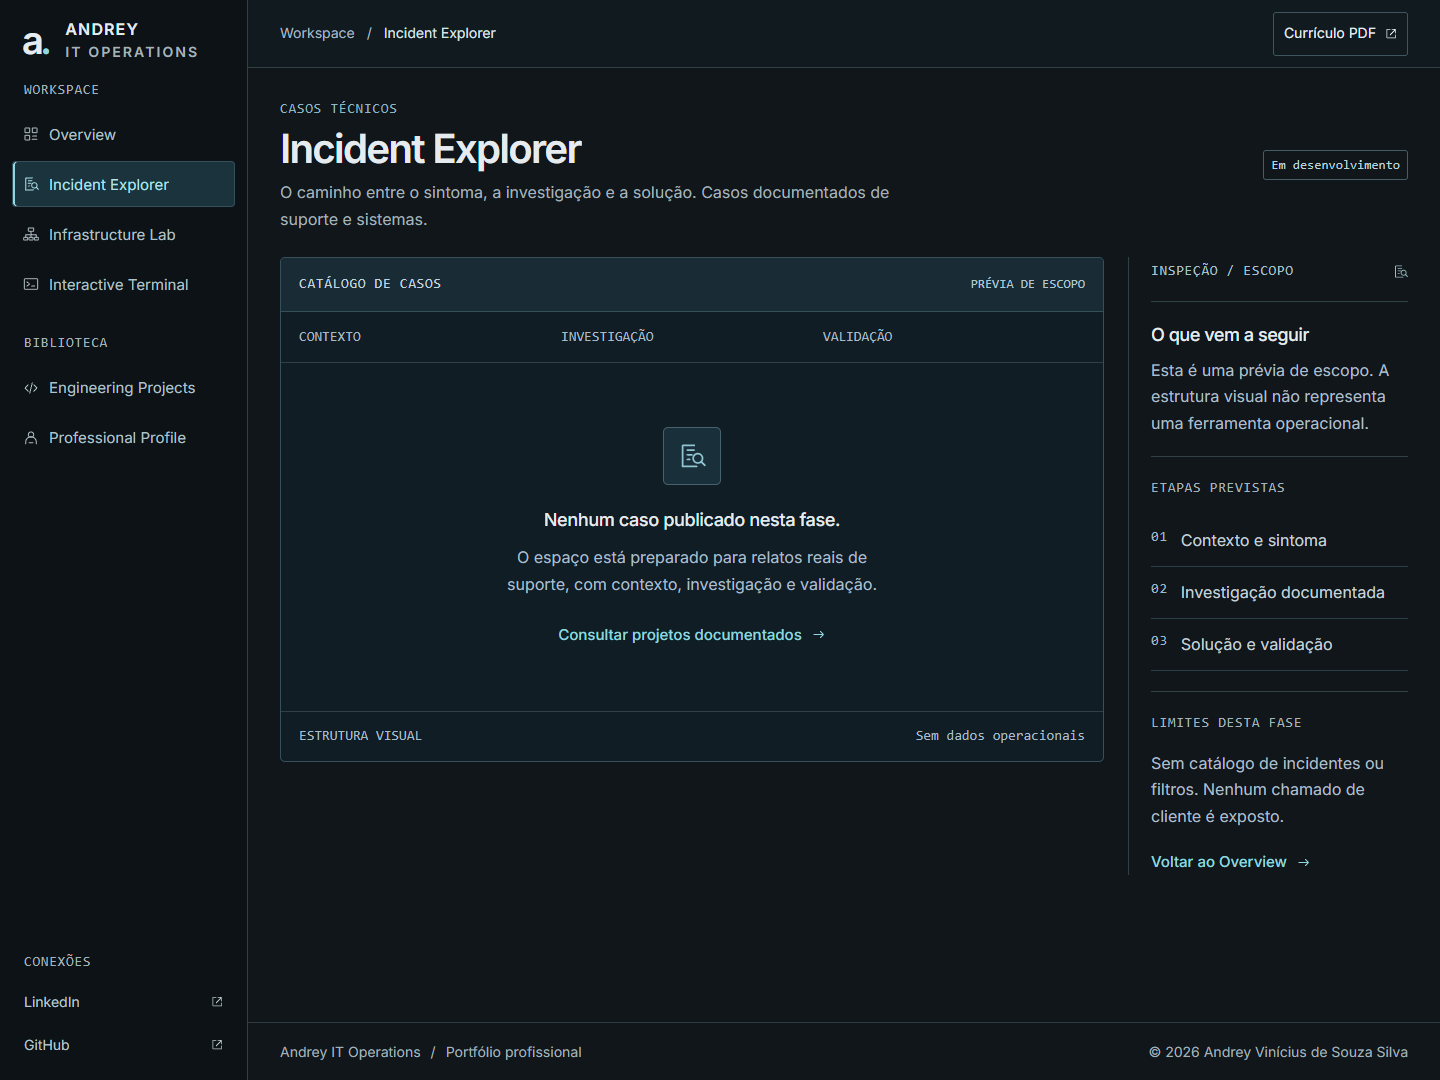 a.
ANDREY
IT OPERATIONS
WORKSPACE
Overview
Incident Explorer
Infrastructure Lab
Interactive Terminal
BIBLIOTECA
Engineering Projects
Professional Profile
CONEXÕES
LinkedIn
GitHub
Workspace / Incident Explorer
Currículo PDF
CASOS TÉCNICOS
Incident Explorer
O caminho entre o sintoma, a investigação e a solução. Casos documentados de
suporte e sistemas.
Em desenvolvimento
CATÁLOGO DE CASOS
PRÉVIA DE ESCOPO
CONTEXTO
INVESTIGAÇÃO
VALIDAÇÃO
Nenhum caso publicado nesta fase.
O espaço está preparado para relatos reais de
suporte, com contexto, investigação e validação.
Consultar projetos documentados →
ESTRUTURA VISUAL
Sem dados operacionais
INSPEÇÃO / ESCOPO
O que vem a seguir
Esta é uma prévia de escopo. A
estrutura visual não representa
uma ferramenta operacional.
ETAPAS PREVISTAS
01 Contexto e sintoma
02 Investigação documentada
03 Solução e validação
LIMITES DESTA FASE
Sem catálogo de incidentes ou
filtros. Nenhum chamado de
cliente é exposto.
Voltar ao Overview →
Andrey IT Operations / Portfólio profissional
© 2026 Andrey Vinícius de Souza Silva